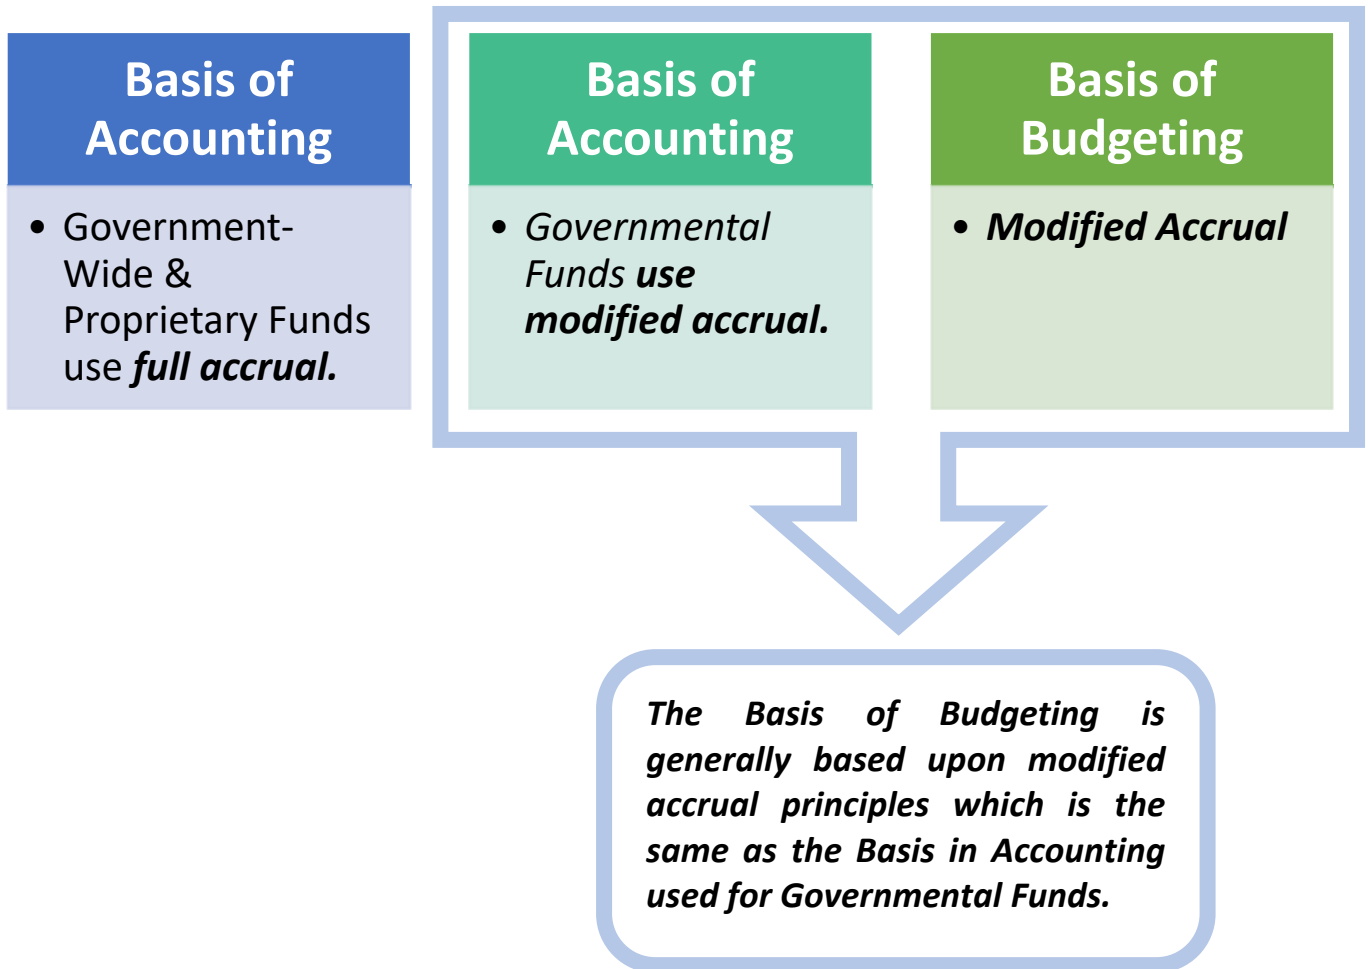 Basis of
Accounting
• Government-
Wide &
Proprietary Funds
use full accrual.
Basis of
Accounting
• Governmental
Funds use
modified accrual.
Basis of
Budgeting
• Modified Accrual
The Basis of Budgeting is
generally based upon modified
accrual principles which is the
same as the Basis in Accounting
used for Governmental Funds.